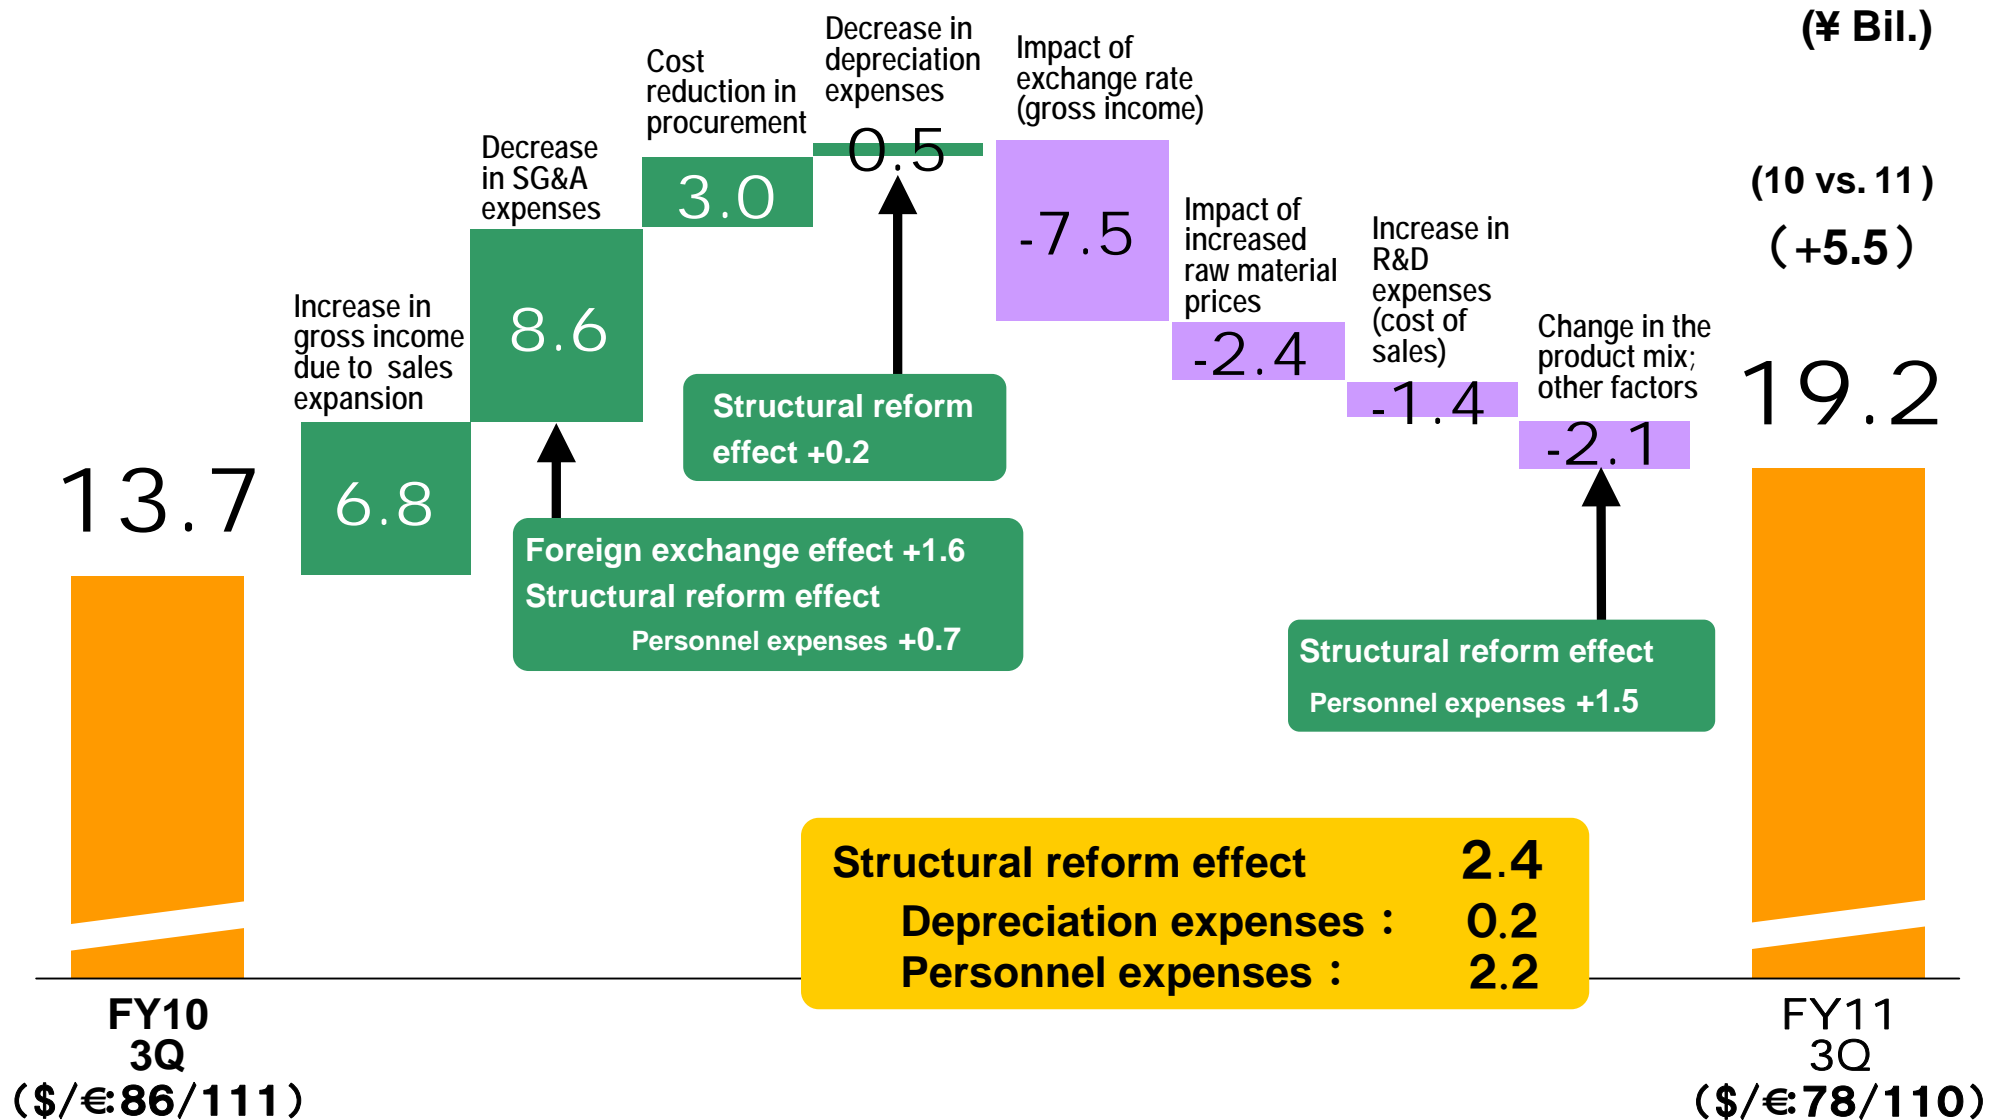 (¥ Bil.)
(10 vs. 11)
(+5.5)
13.7
Increase in
gross income
due to sales
expansion
6.8
Decrease
in SG&A
expenses
8.6
Cost
reduction in
procurement
3.0
Decrease in
depreciation
expenses
0.5
Impact of
exchange rate
(gross income)
-7.5
Impact of
increased
raw material
prices
-2.4
Increase in
R&D
expenses
(cost of
sales)
-1.4
Change in the
product mix;
other factors
-2.1
19.2
Structural reform
effect +0.2
Foreign exchange effect +1.6
Structural reform effect
Personnel expenses +0.7
Structural reform effect
Personnel expenses +1.5
Structural reform effect 2.4
Depreciation expenses : 0.2
Personnel expenses : 2.2
FY10
3Q
($/€:86/111)
FY11
3Q
($/€:78/110)